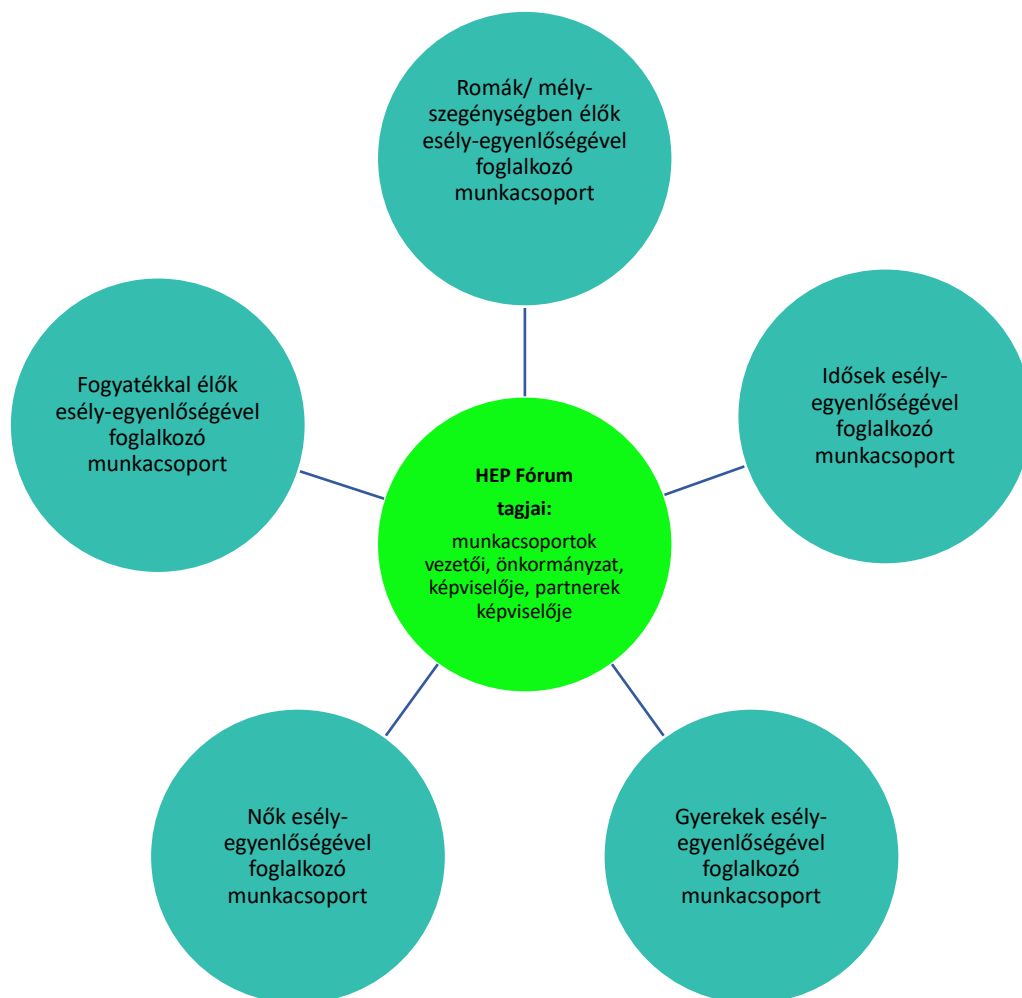 Romák/ mély-
szegénységben élők
esély-egyenlőségével
foglalkozó
munkacsoport
Idősek esély-
egyenlőségével
foglalkozó
munkacsoport
Gyerekek esély-
egyenlőségével
foglalkozó
munkacsoport
Nők esély-
egyenlőségével
foglalkozó
munkacsoport
Fogyatékkal élők
esély-egyenlőségével
foglalkozó
munkacsoport
HEP Fórum
tagjai:
munkacsoportok
vezetői, önkormányzat,
képviselője, partnerek
képviselője